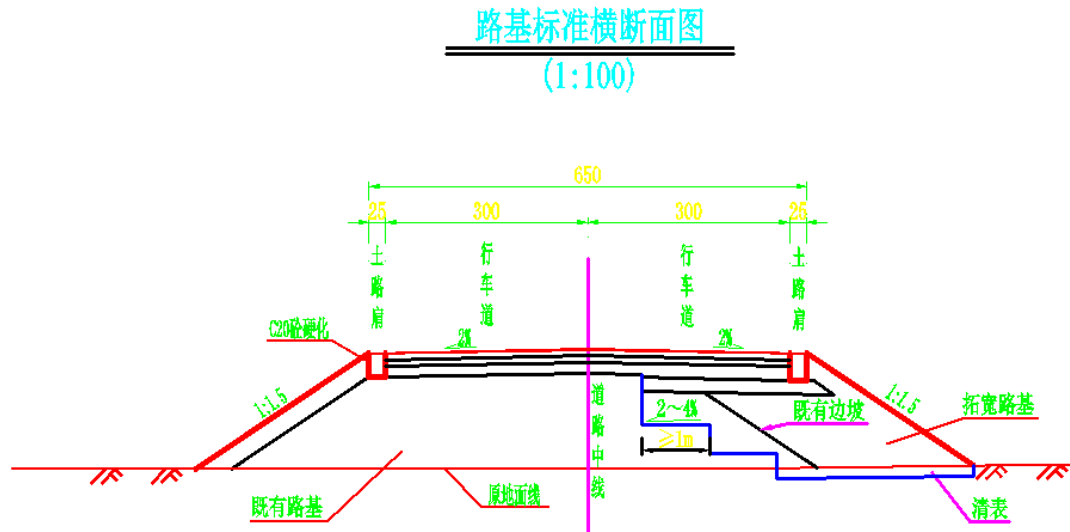 路基标准横断面图
(1:100)
650
25
300
300
25
土路肩
行车道
行车道
土路肩
C20砼硬化
2%
2%
1:1.5
道路中线
2～4%
≥1m
既有边坡
1:1.5
拓宽路基
既有路基
原地面线
清表